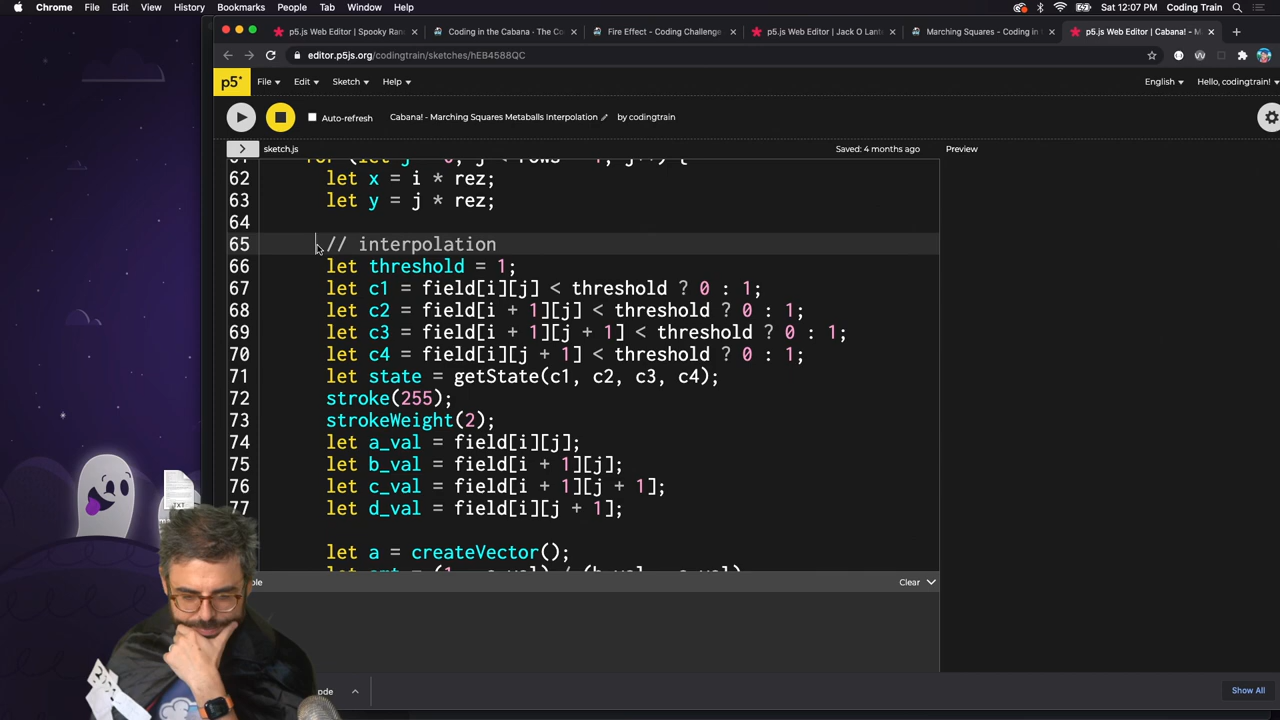 Chrome File Edit View History Bookmarks People Tab Window Help Sat 12:07 PM Coding Train
p5.js Web Editor | Spooky Ran
Coding in the Cabana - The Co
Fire Effect - Coding Challenge
p5.js Web Editor | Jack O Lant
Marching Squares - Coding in t
p5.js Web Editor | Cabana! - M
editor.p5js.org/codingtrain/sketches/hEB4588QC
p5* File Edit Sketch Help English Hello, codingtrain!
Auto-refresh Cabana! - Marching Squares Metaballs Interpolation by codingtrain
sketch.js Saved: 4 months ago Preview
62 let x = i * rez;
63 let y = j * rez;
64
65 // interpolation
66 let threshold = 1;
67 let c1 = field[i][j] < threshold ? 0 : 1;
68 let c2 = field[i + 1][j] < threshold ? 0 : 1;
69 let c3 = field[i + 1][j + 1] < threshold ? 0 : 1;
70 let c4 = field[i][j + 1] < threshold ? 0 : 1;
71 let state = getState(c1, c2, c3, c4);
72 stroke(255);
73 strokeWeight(2);
74 let a_val = field[i][j];
75 let b_val = field[i + 1][j];
76 let c_val = field[i + 1][j + 1];
77 let d_val = field[i][j + 1];
let a = createVector();
TXT
Clear
ode
Show All